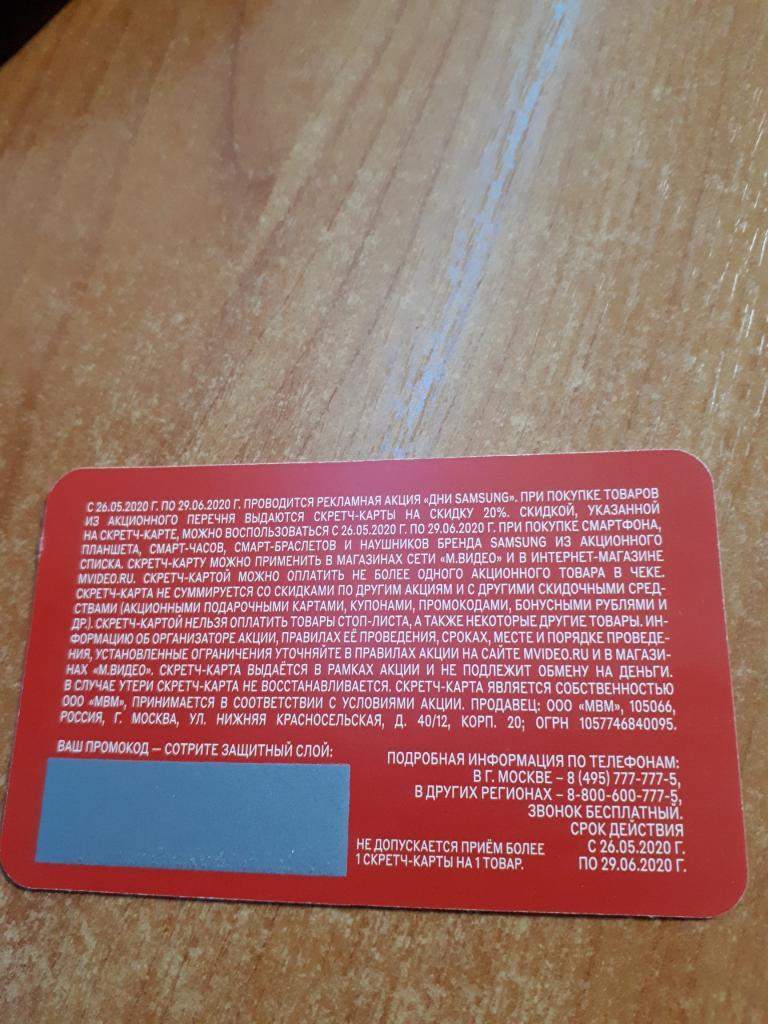 С 26.05.2020 Г. ПО 29.06.2020 Г. ПРОВОДИТСЯ РЕКЛАМНАЯ АКЦИЯ «ДНИ SAMSUNG». ПРИ ПОКУПКЕ ТОВАРОВ
ИЗ АКЦИОННОГО ПЕРЕЧНЯ ВЫДАЮТСЯ СКРЕТЧ-КАРТЫ НА СКИДКУ 20%. СКИДКОЙ, УКАЗАННОЙ
НА СКРЕТЧ-КАРТЕ, МОЖНО ВОСПОЛЬЗОВАТЬСЯ С 26.05.2020 Г. ПО 29.06.2020 Г. ПРИ ПОКУПКЕ СМАРТФОНА,
ПЛАНШЕТА, СМАРТ-ЧАСОВ, СМАРТ-БРАСЛЕТОВ И НАУШНИКОВ БРЕНДА SAMSUNG ИЗ АКЦИОННОГО
СПИСКА. СКРЕТЧ-КАРТУ МОЖНО ПРИМЕНИТЬ В МАГАЗИНАХ СЕТИ «М.ВИДЕО» И В ИНТЕРНЕТ-МАГАЗИНЕ
MVIDEO.RU. СКРЕТЧ-КАРТОЙ МОЖНО ОПЛАТИТЬ НЕ БОЛЕЕ ОДНОГО АКЦИОННОГО ТОВАРА В ЧЕКЕ.
СКРЕТЧ-КАРТА НЕ СУММИРУЕТСЯ СО СКИДКАМИ ПО ДРУГИМ АКЦИЯМ И С ДРУГИМИ СКИДОЧНЫМИ СРЕД-
СТВАМИ (АКЦИОННЫМИ ПОДАРОЧНЫМИ КАРТАМИ, КУПОНАМИ, ПРОМОКОДАМИ, БОНУСНЫМИ РУБЛЯМИ И
ДР.). СКРЕТЧ-КАРТОЙ НЕЛЬЗЯ ОПЛАТИТЬ ТОВАРЫ СТОП-ЛИСТА, А ТАКЖЕ НЕКОТОРЫЕ ДРУГИЕ ТОВАРЫ. ИН-
ФОРМАЦИЮ ОБ ОРГАНИЗАТОРЕ АКЦИИ, ПРАВИЛАХ ЕЁ ПРОВЕДЕНИЯ, СРОКАХ, МЕСТЕ И ПОРЯДКЕ ПРОВЕДЕ-
НИЯ, УСТАНОВЛЕННЫЕ ОГРАНИЧЕНИЯ УТОЧНЯЙТЕ В ПРАВИЛАХ АКЦИИ НА САЙТЕ MVIDEO.RU И В МАГАЗИ-
НАХ «М.ВИДЕО». СКРЕТЧ-КАРТА ВЫДАЁТСЯ В РАМКАХ АКЦИИ И НЕ ПОДЛЕЖИТ ОБМЕНУ НА ДЕНЬГИ.
В СЛУЧАЕ УТЕРИ СКРЕТЧ-КАРТА НЕ ВОССТАНАВЛИВАЕТСЯ. СКРЕТЧ-КАРТА ЯВЛЯЕТСЯ СОБСТВЕННОСТЬЮ
ООО «МВМ», ПРИНИМАЕТСЯ В СООТВЕТСТВИИ С УСЛОВИЯМИ АКЦИИ. ПРОДАВЕЦ: ООО «МВМ», 105066,
РОССИЯ, Г. МОСКВА, УЛ. НИЖНЯЯ КРАСНОСЕЛЬСКАЯ, Д. 40/12, КОРП. 20; ОГРН 1057746840095.
ВАШ ПРОМОКОД — СОТРИТЕ ЗАЩИТНЫЙ СЛОЙ:
ПОДРОБНАЯ ИНФОРМАЦИЯ ПО ТЕЛЕФОНАМ:
В Г. МОСКВЕ – 8 (495) 777-777-5,
В ДРУГИХ РЕГИОНАХ – 8-800-600-777-5,
ЗВОНОК БЕСПЛАТНЫЙ.
СРОК ДЕЙСТВИЯ
С 26.05.2020 Г.
ПО 29.06.2020 Г.
НЕ ДОПУСКАЕТСЯ ПРИЁМ БОЛЕЕ
1 СКРЕТЧ-КАРТЫ НА 1 ТОВАР.